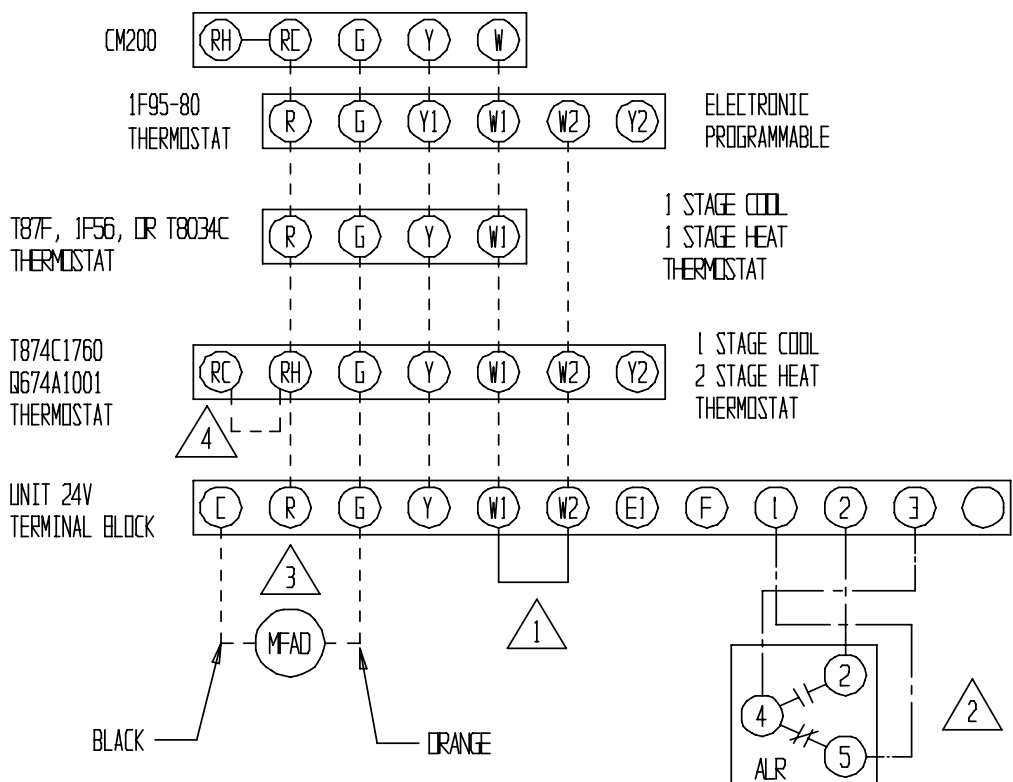 CM200 RH RC G Y W
1F95-80
THERMOSTAT
R G Y1 W1 W2 Y2
ELECTRONIC
PROGRAMMABLE
T87F, 1F56, OR T8034C
THERMOSTAT
R G Y W1
1 STAGE COOL
1 STAGE HEAT
THERMOSTAT
T874C1760
Q674A1001
THERMOSTAT
RC RH G Y W1 W2 Y2
1 STAGE COOL
2 STAGE HEAT
THERMOSTAT
4
UNIT 24V
TERMINAL BLOCK
C R G Y W1 W2 E1 F 1 2 3
3
1
MFAD
2
4
5
2
BLACK
ORANGE
ALR